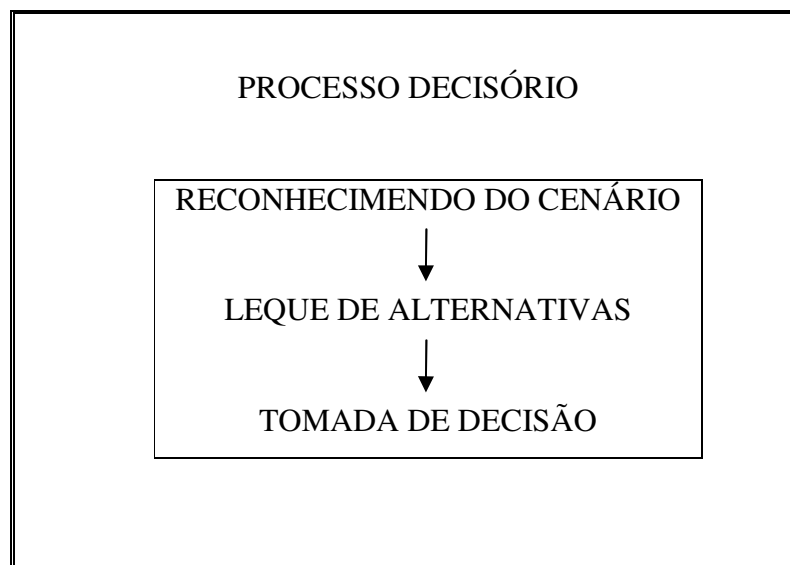 PROCESSO DECISÓRIO
RECONHECIMENDO DO CENÁRIO
LEQUE DE ALTERNATIVAS
TOMADA DE DECISÃO